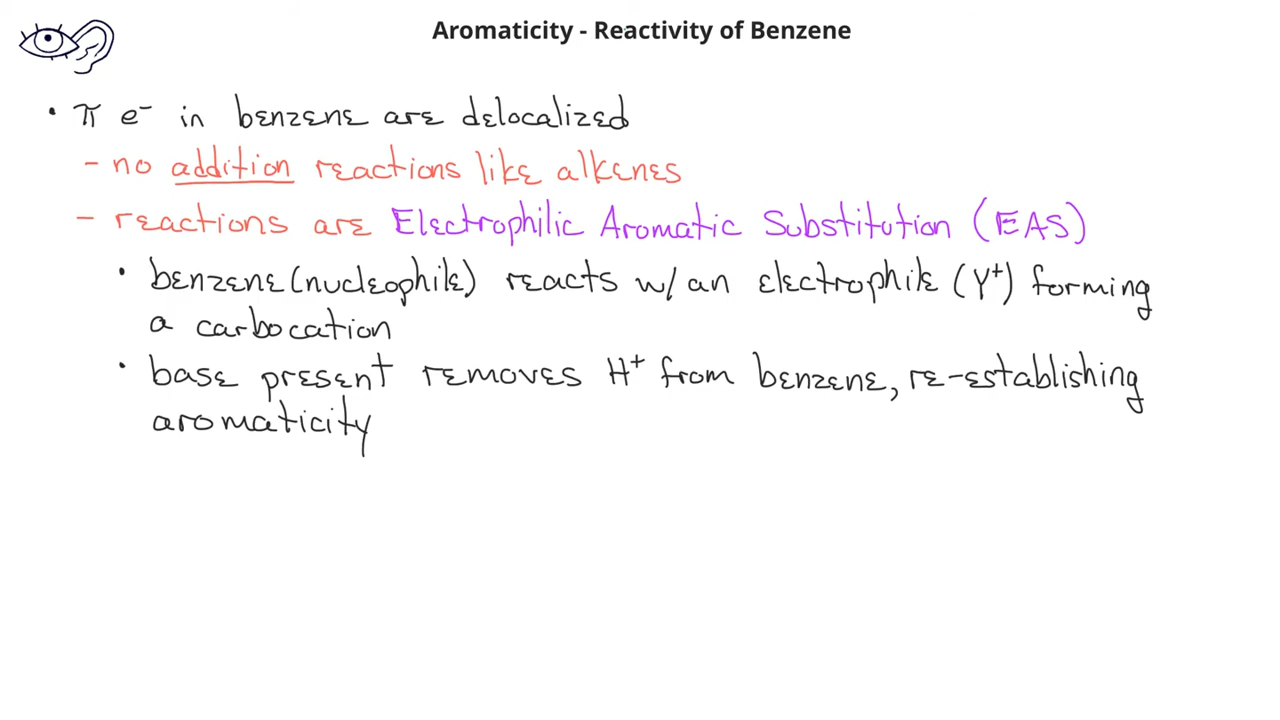 Aromaticity - Reactivity of Benzene
• π e⁻ in benzene are delocalized
- no addition reactions like alkenes
- reactions are Electrophilic Aromatic Substitution (EAS)
• benzene (nucleophile) reacts w/ an electrophile (Y⁺) forming
a carbocation
• base present removes H⁺ from benzene, re-establishing
aromaticity